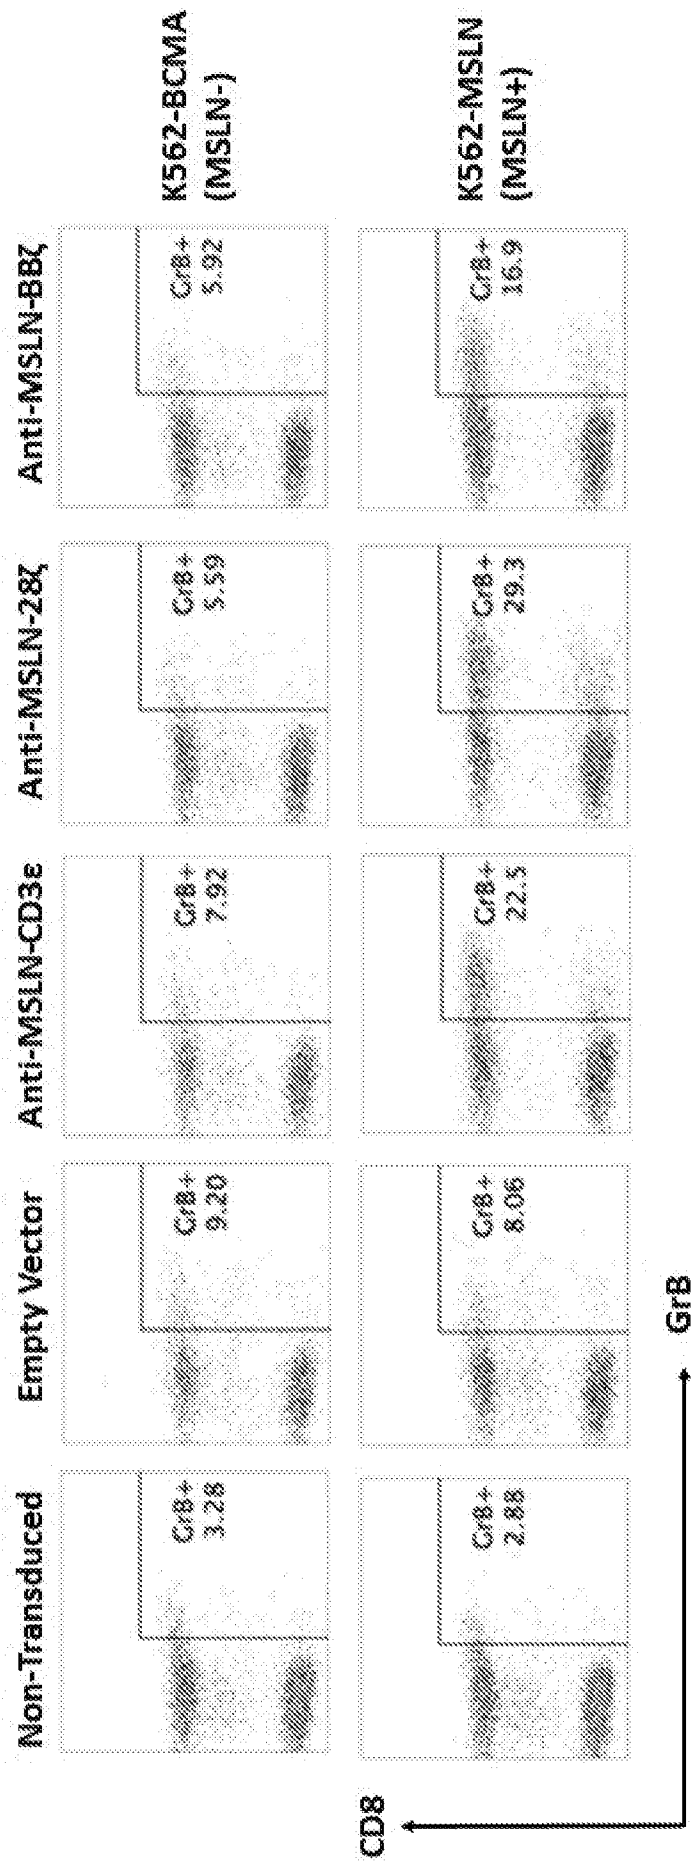 Non-Transduced
Empty Vector
Anti-MSLN-CD3ε
Anti-MSLN-28ζ
Anti-MSLN-BBζ
GrB+
3.28
GrB+
9.20
GrB+
7.92
GrB+
5.59
GrB+
5.92
K562-BCMA
(MSLN-)
GrB+
2.88
GrB+
8.06
GrB+
22.5
GrB+
29.3
GrB+
16.9
K562-MSLN
(MSLN+)
CD8
GrB